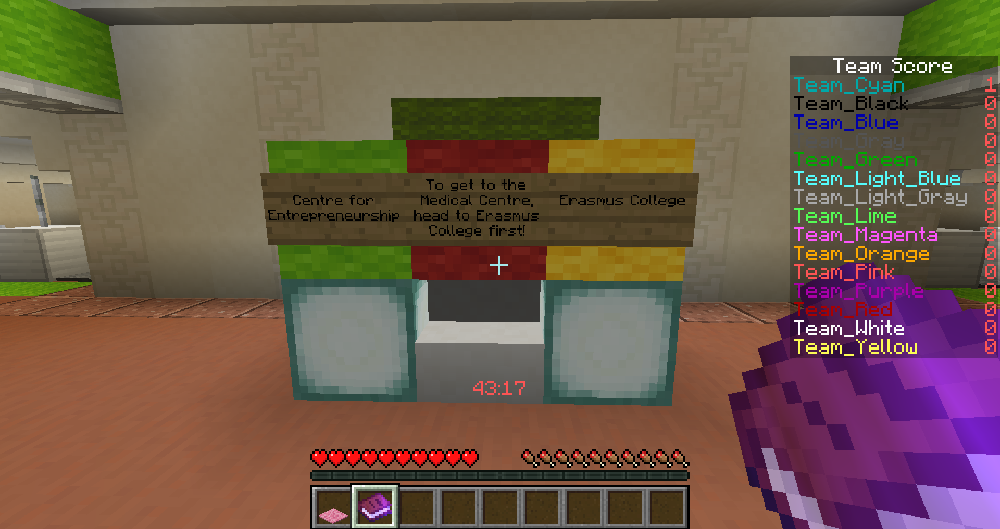 Centre for
Entrepreneurship
To get to the
Medical Centre,
head to Erasmus
College first!
Erasmus College
43:17
Team Score
Team_Cyan 1
Team_Black 0
Team_Blue 0
Team_Gray 0
Team_Green 0
Team_Light_Blue 0
Team_Light_Gray 0
Team_Lime 0
Team_Magenta 0
Team_Orange 0
Team_Pink 0
Team_Purple 0
Team_Red 0
Team_White 0
Team_Yellow 0